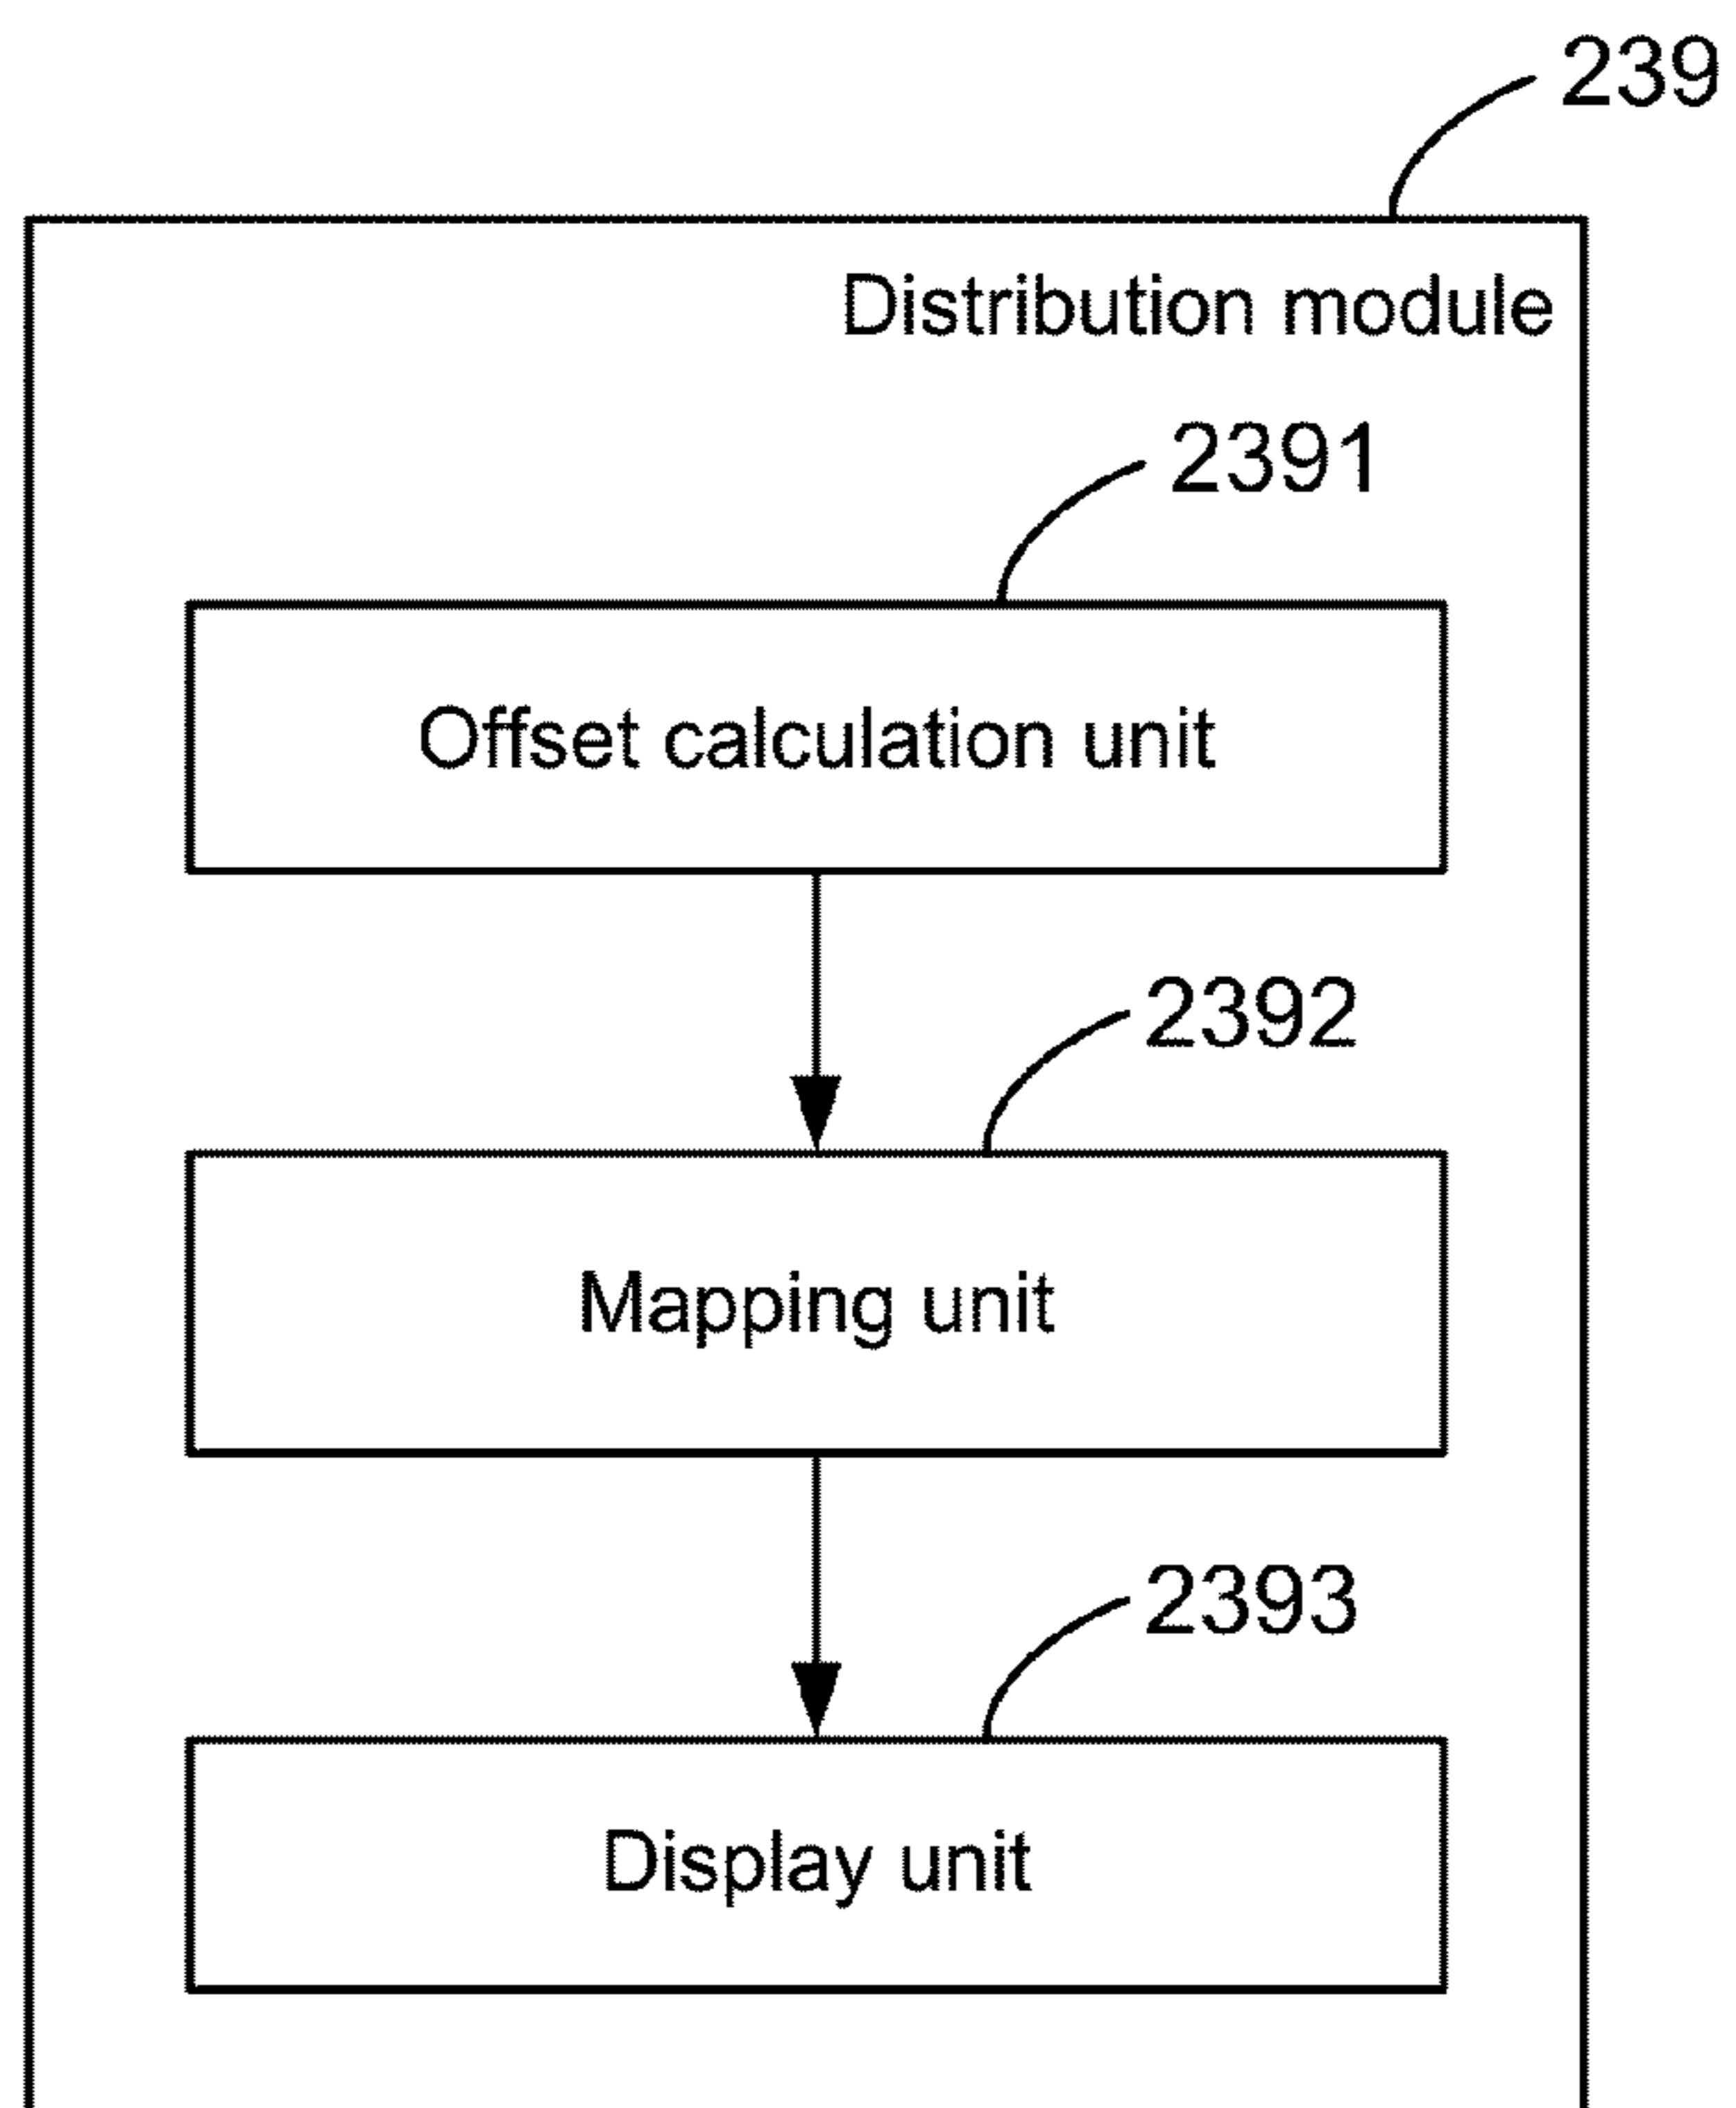 239
Distribution module
2391
Offset calculation unit
2392
Mapping unit
2393
Display unit